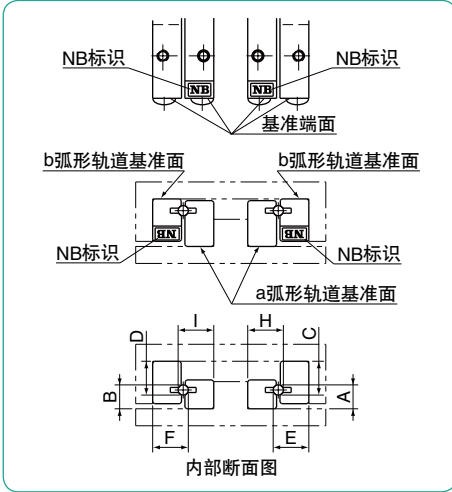 NB标识 NB NB NB标识
基准端面
b弧形轨道基准面 b弧形轨道基准面
NB NB
NB标识 NB标识
a弧形轨道基准面
D I H C
B A
F E
内部断面图